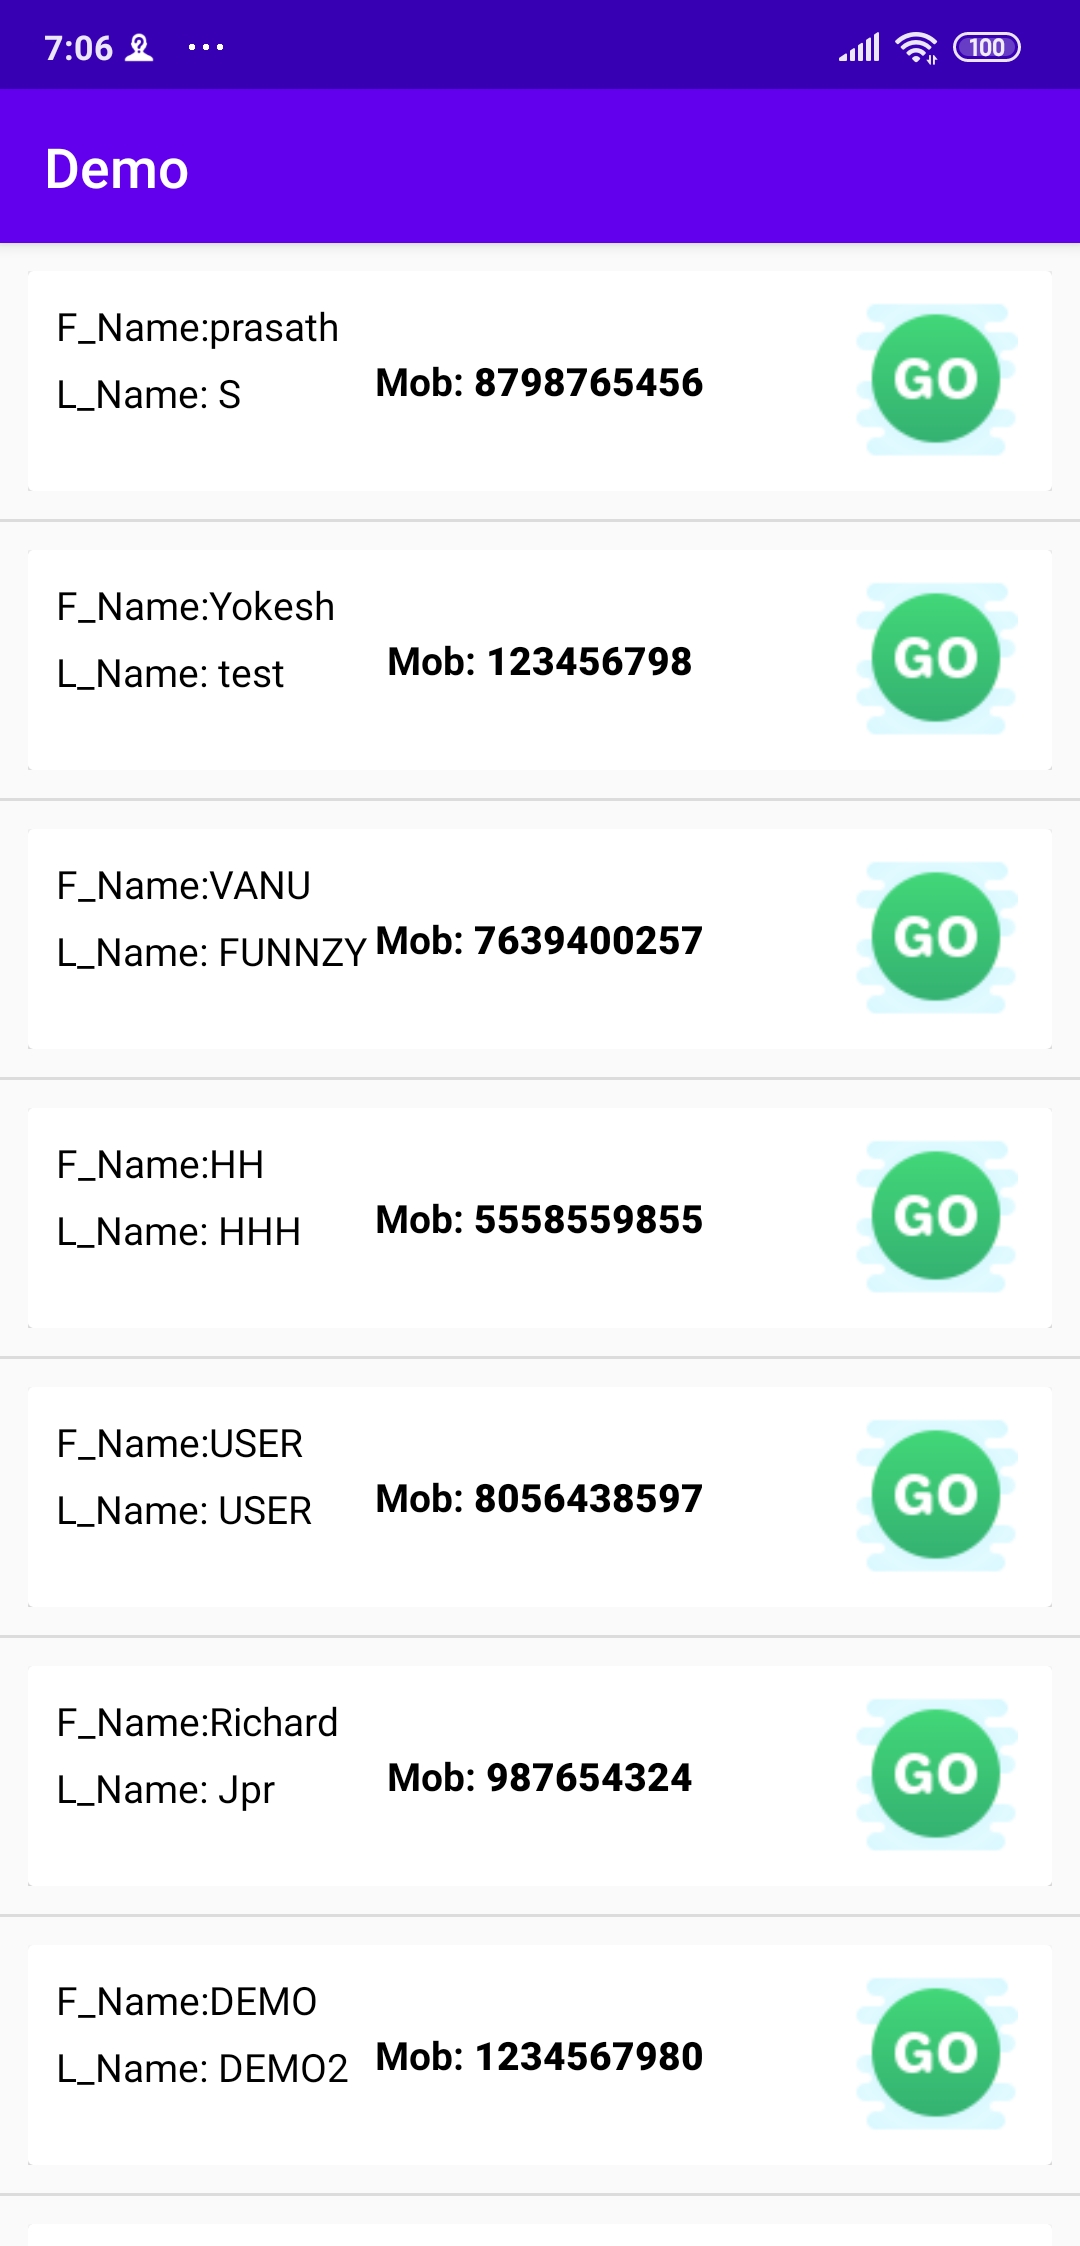 7:06 ... 100
Demo
F_Name:prasath
L_Name: S
Mob: 8798765456
GO
F_Name:Yokesh
L_Name: test
Mob: 123456798
GO
F_Name:VANU
L_Name: FUNNZY
Mob: 7639400257
GO
F_Name:HH
L_Name: HHH
Mob: 5558559855
GO
F_Name:USER
L_Name: USER
Mob: 8056438597
GO
F_Name:Richard
L_Name: Jpr
Mob: 987654324
GO
F_Name:DEMO
L_Name: DEMO2
Mob: 1234567980
GO